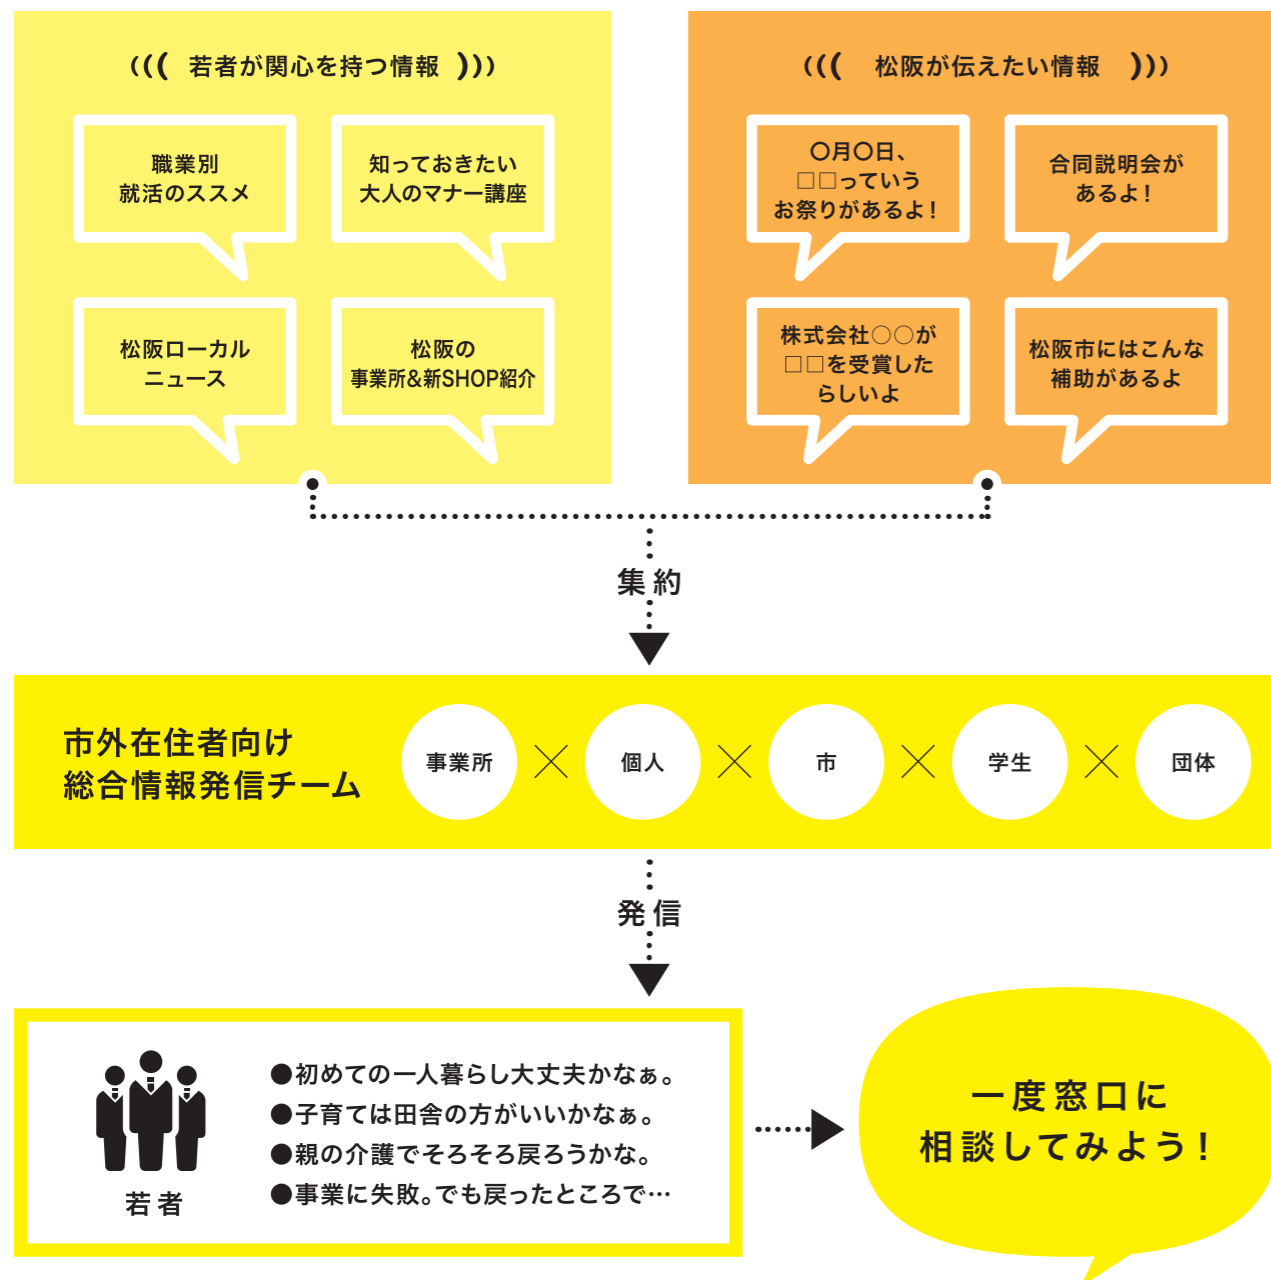 若者が関心を持つ情報
職業別
就活のススメ
知っておきたい
大人のマナー講座
松阪ローカル
ニュース
松阪の
事業所&新SHOP紹介
松阪が伝えたい情報
〇月〇日、
□□っていう
お祭りがあるよ!
合同説明会が
あるよ!
株式会社○○が
□□を受賞した
らしいよ
松阪市にはこんな
補助があるよ
集約
市外在住者向け
総合情報発信チーム
事業所
個人
市
学生
団体
発信
若者
●初めての一人暮らし大丈夫かなぁ。
●子育ては田舎の方がいいかなぁ。
●親の介護でそろそろ戻ろうかな。
●事業に失敗。でも戻ったところで…
一度窓口に
相談してみよう!